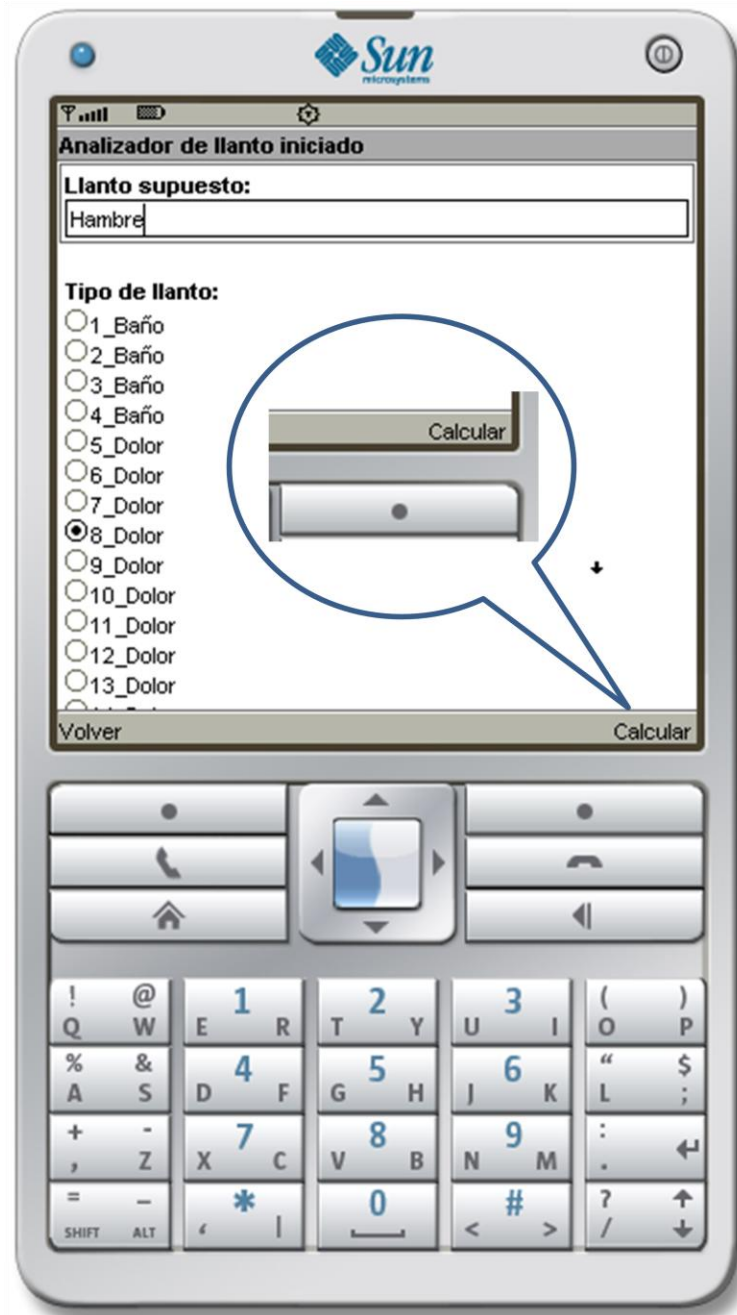 Sun
microsystems
Analizador de llanto iniciado
Llanto supuesto:
Hambre
Tipo de llanto:
1_Baño
2_Baño
3_Baño
4_Baño
5_Dolor
6_Dolor
7_Dolor
8_Dolor
9_Dolor
10_Dolor
11_Dolor
12_Dolor
13_Dolor
Calcular
Volver
Calcular
! @ 1 2 3 ( )
Q W E R T Y U I O P
% & 4 5 6 “ $
A S D F G H J K L ;
+ - 7 8 9 :
, Z X C V B N M .
= – * 0 # ?
SHIFT ALT ‘ | < > /